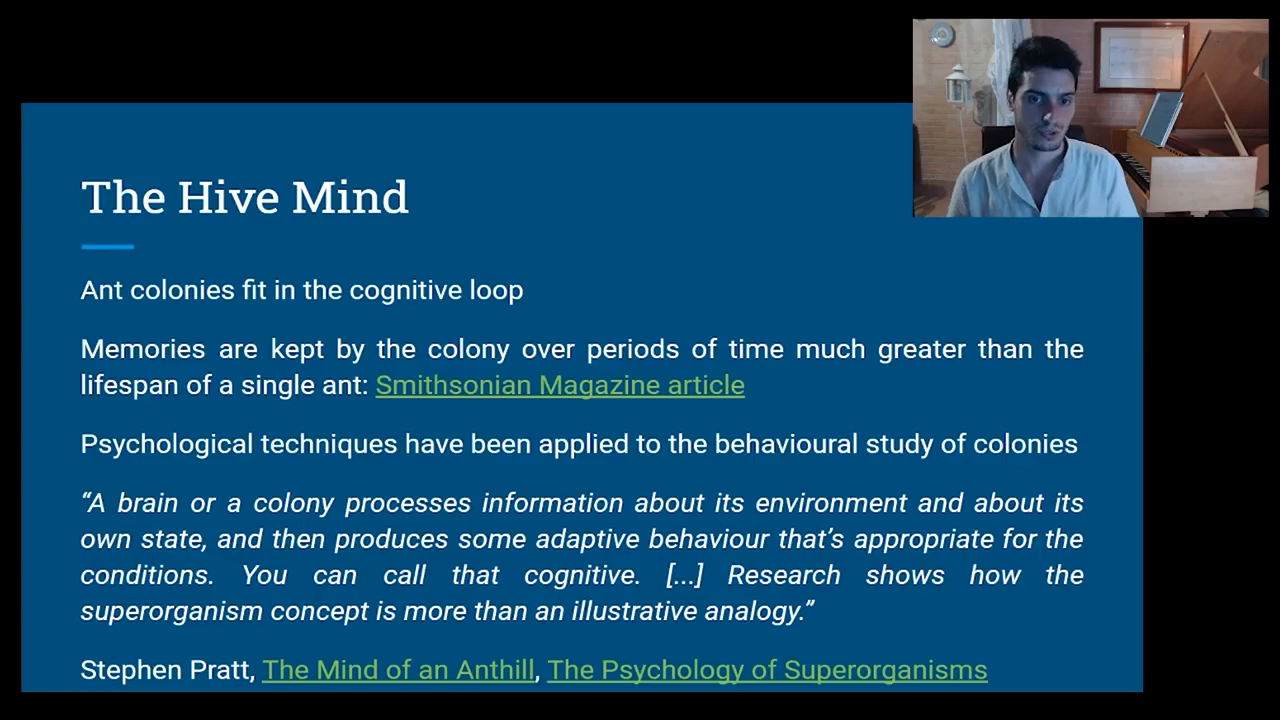 The Hive Mind
Ant colonies fit in the cognitive loop
Memories are kept by the colony over periods of time much greater than the
lifespan of a single ant: Smithsonian Magazine article
Psychological techniques have been applied to the behavioural study of colonies
“A brain or a colony processes information about its environment and about its
own state, and then produces some adaptive behaviour that’s appropriate for the
conditions. You can call that cognitive. [...] Research shows how the
superorganism concept is more than an illustrative analogy.”
Stephen Pratt, The Mind of an Anthill, The Psychology of Superorganisms